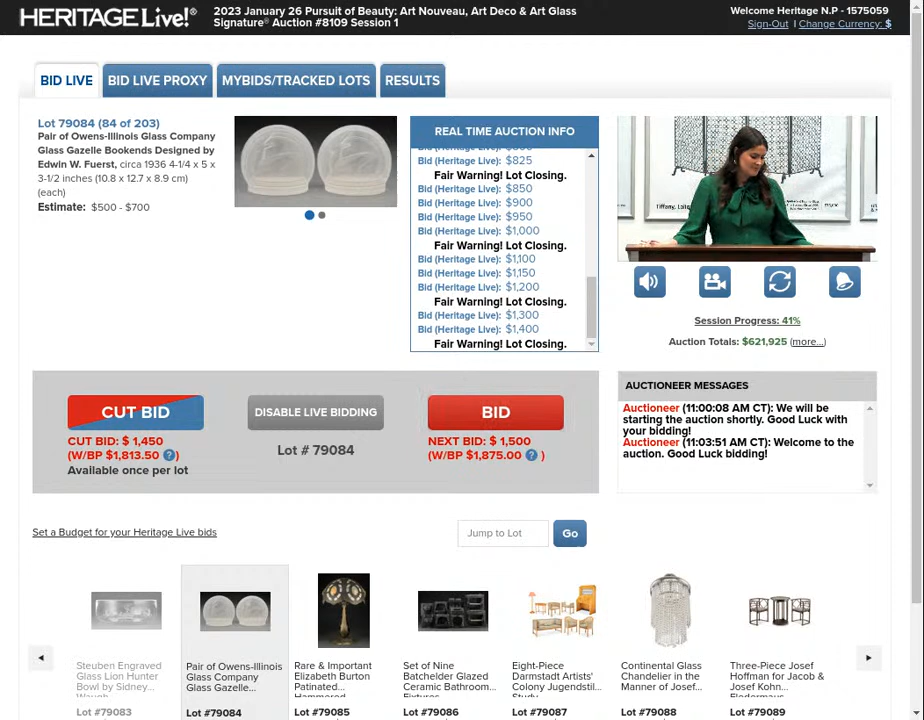 HERITAGE Live!®
2023 January 26 Pursuit of Beauty: Art Nouveau, Art Deco & Art Glass
Signature® Auction #8109 Session 1
Welcome Heritage N.P - 1575059
Sign-Out | Change Currency: $
BID LIVE
BID LIVE PROXY
MYBIDS/TRACKED LOTS
RESULTS
Lot 79084 (84 of 203)
Pair of Owens-Illinois Glass Company
Glass Gazelle Bookends Designed by
Edwin W. Fuerst, circa 1936 4-1/4 x 5 x
3-1/2 inches (10.8 x 12.7 x 8.9 cm)
(each)
Estimate: $500 - $700
REAL TIME AUCTION INFO
Bid (Heritage Live): $800
Bid (Heritage Live): $825
Fair Warning! Lot Closing.
Bid (Heritage Live): $850
Bid (Heritage Live): $900
Bid (Heritage Live): $950
Bid (Heritage Live): $1,000
Fair Warning! Lot Closing.
Bid (Heritage Live): $1,100
Bid (Heritage Live): $1,150
Bid (Heritage Live): $1,200
Fair Warning! Lot Closing.
Bid (Heritage Live): $1,300
Bid (Heritage Live): $1,400
Fair Warning! Lot Closing.
Tiffany, Lots
Session Progress: 41%
Auction Totals: $621,925 (more...)
CUT BID
CUT BID: $ 1,450
(W/BP $1,813.50 ?)
Available once per lot
DISABLE LIVE BIDDING
Lot # 79084
BID
NEXT BID: $ 1,500
(W/BP $1,875.00 ? )
AUCTIONEER MESSAGES
Auctioneer (11:00:08 AM CT): We will be
starting the auction shortly. Good Luck with
your bidding!
Auctioneer (11:03:51 AM CT): Welcome to the
auction. Good Luck bidding!
Set a Budget for your Heritage Live bids
Jump to Lot
Go
Steuben Engraved
Glass Lion Hunter
Bowl by Sidney...
Waugh
Lot #79083
Pair of Owens-Illinois
Glass Company
Glass Gazelle...
Lot #79084
Rare & Important
Elizabeth Burton
Patinated...
Hammered
Lot #79085
Set of Nine
Batchelder Glazed
Ceramic Bathroom...
Fixtures
Lot #79086
Eight-Piece
Darmstadt Artists'
Colony Jugendstil...
Study
Lot #79087
Continental Glass
Chandelier in the
Manner of Josef...
Lot #79088
Three-Piece Josef
Hoffman for Jacob &
Josef Kohn...
Fledermaus
Lot #79089